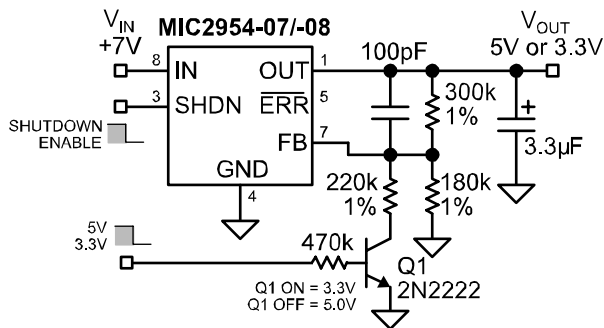 V_IN
+7V
MIC2954-07/-08
V_OUT
5V or 3.3V
100pF
8
IN
OUT
1
3
SHDN
ERR
5
FB
7
GND
4
SHUTDOWN
ENABLE
300k
1%
+
3.3µF
220k
1%
180k
1%
5V
3.3V
470k
Q1 ON = 3.3V
Q1 OFF = 5.0V
Q1
2N2222